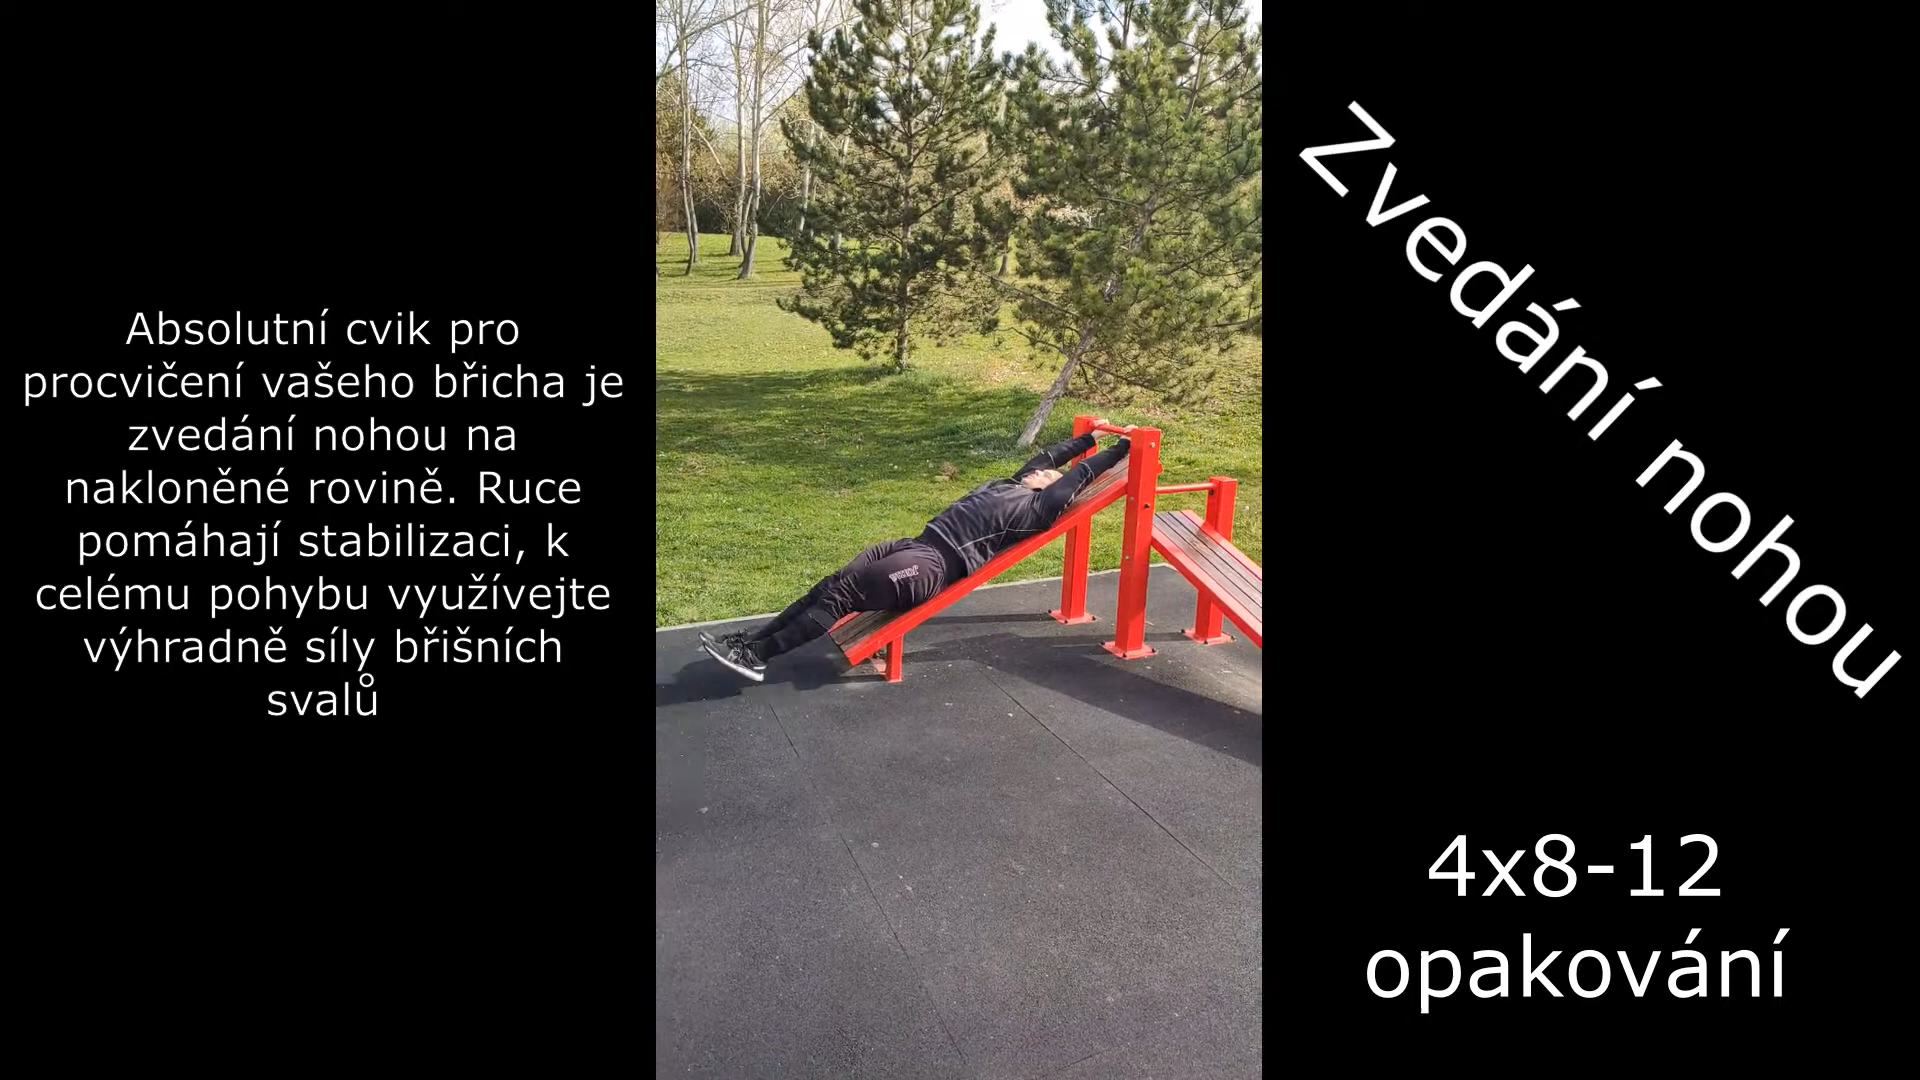 Absolutní cvik pro
procvičení vašeho břicha je
zvedání nohou na
nakloněné rovině. Ruce
pomáhají stabilizaci, k
celému pohybu využívejte
výhradně síly břišních
svalů
Zvedání nohou
4x8-12
opakování